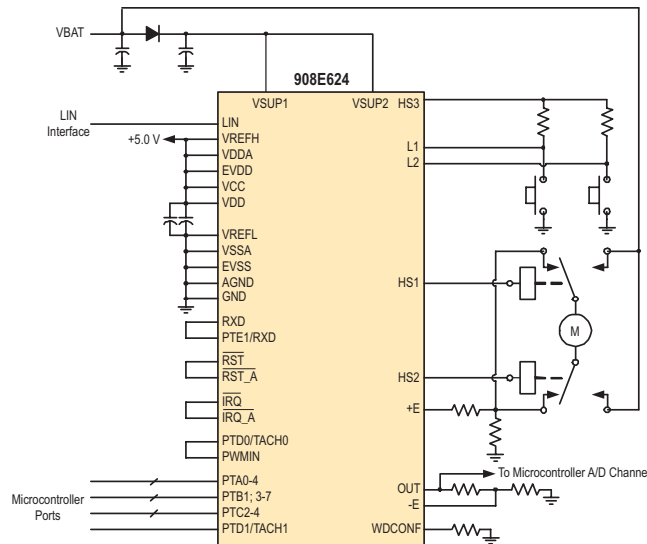 VBAT
908E624
VSUP1
VSUP2
HS3
LIN
Interface
LIN
+5.0 V
VREFH
VDDA
EVDD
VCC
VDD
VREFL
VSSA
EVSS
AGND
GND
RXD
PTE1/RXD
RST
RST_A
IRQ
IRQ_A
PTD0/TACH0
PWMIN
PTA0-4
PTB1; 3-7
PTC2-4
PTD1/TACH1
Microcontroller
Ports
L1
L2
HS1
M
HS2
+E
To Microcontroller A/D Channe
OUT
-E
WDCONF